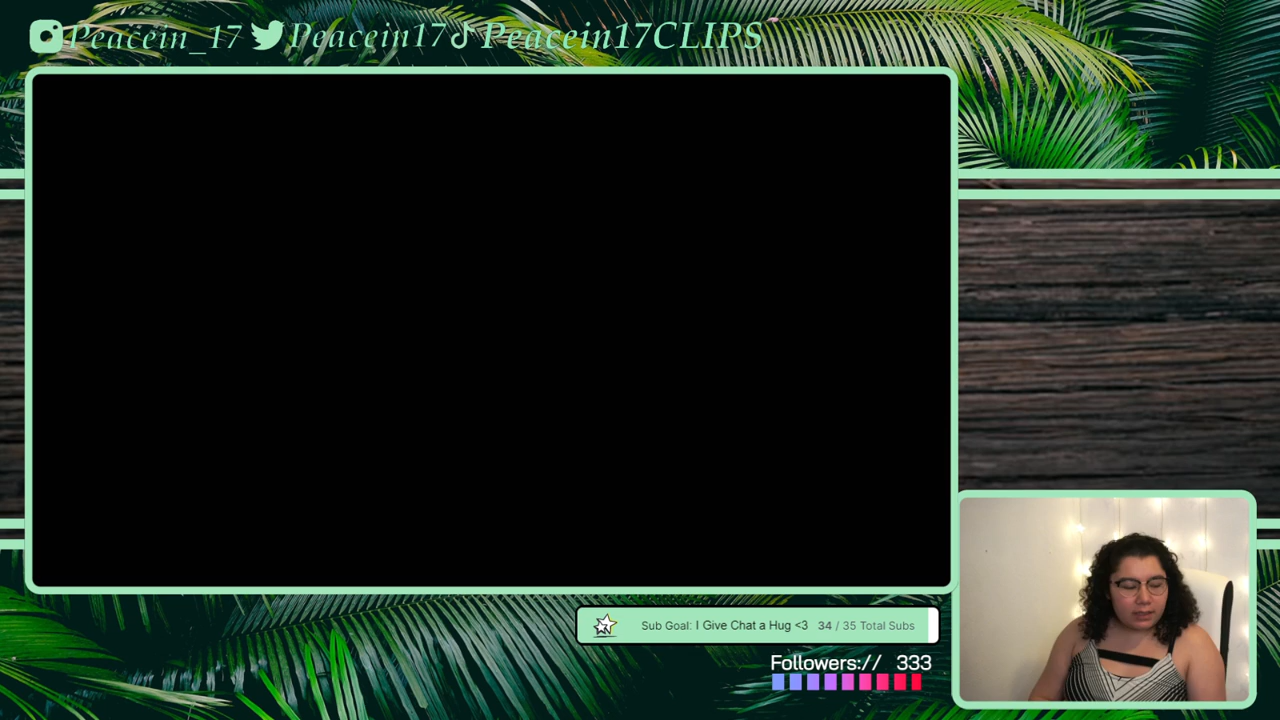 Peacein_17 Peacein17 Peacein17CLIPS
Sub Goal: I Give Chat a Hug <3 34 / 35 Total Subs
Followers:// 333